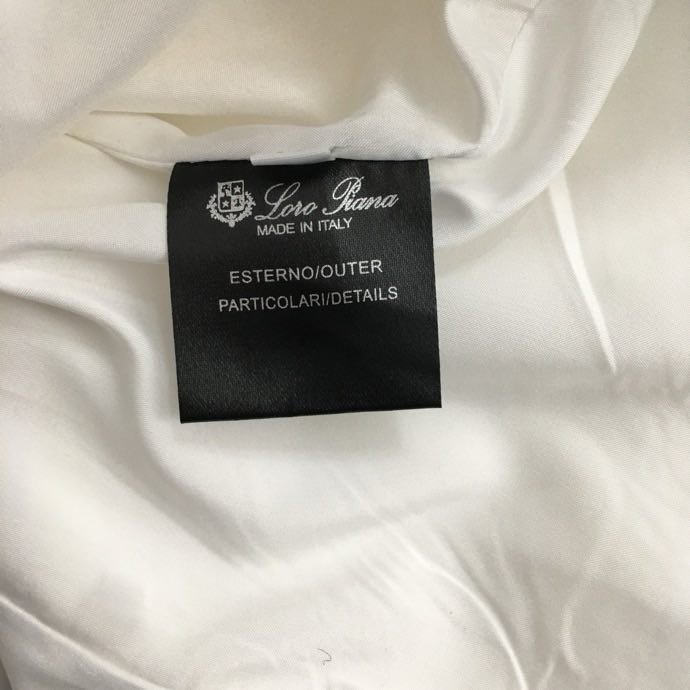 Loro Piana
MADE IN ITALY
ESTERNO/OUTER
PARTICOLARI/DETAILS